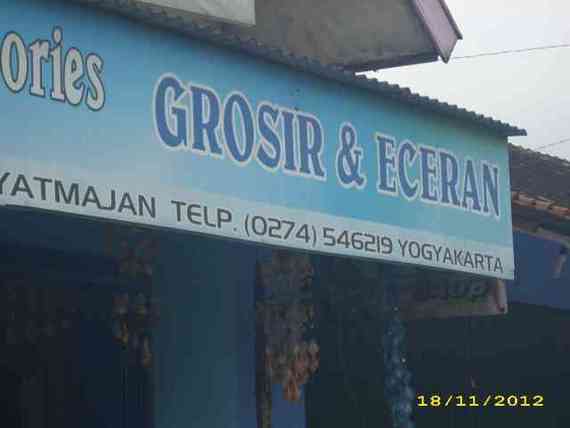 ories GROSIR & ECERAN
YATMAJAN TELP. (0274) 546219 YOGYAKARTA
18/11/2012